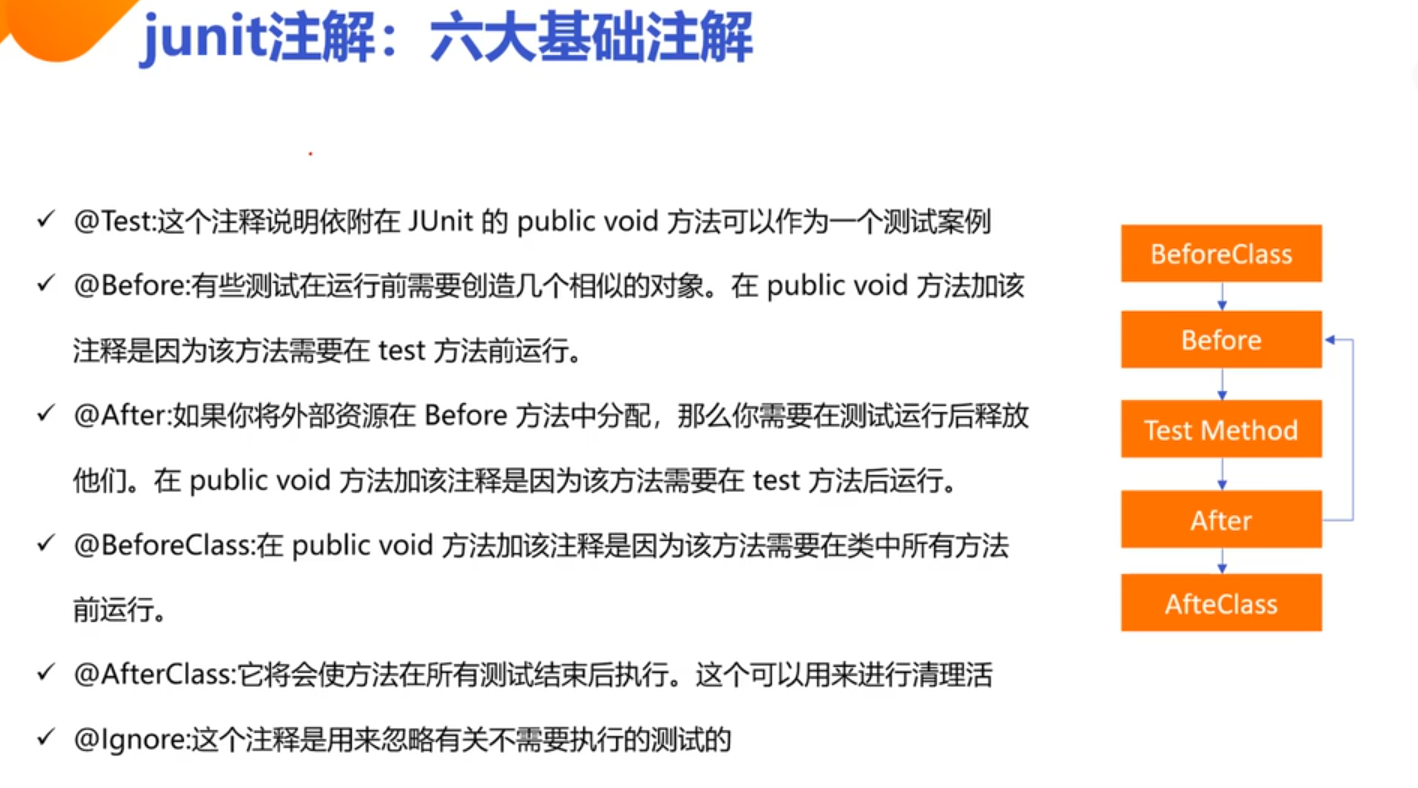 junit注解：六大基础注解
@Test:这个注释说明依附在 JUnit 的 public void 方法可以作为一个测试案例
@Before:有些测试在运行前需要创造几个相似的对象。在 public void 方法加该
注释是因为该方法需要在 test 方法前运行。
@After:如果你将外部资源在 Before 方法中分配，那么你需要在测试运行后释放
他们。在 public void 方法加该注释是因为该方法需要在 test 方法后运行。
@BeforeClass:在 public void 方法加该注释是因为该方法需要在类中所有方法
前运行。
@AfterClass:它将会使方法在所有测试结束后执行。这个可以用来进行清理活
@Ignore:这个注释是用来忽略有关不需要执行的测试的
BeforeClass
Before
Test Method
After
AfteClass